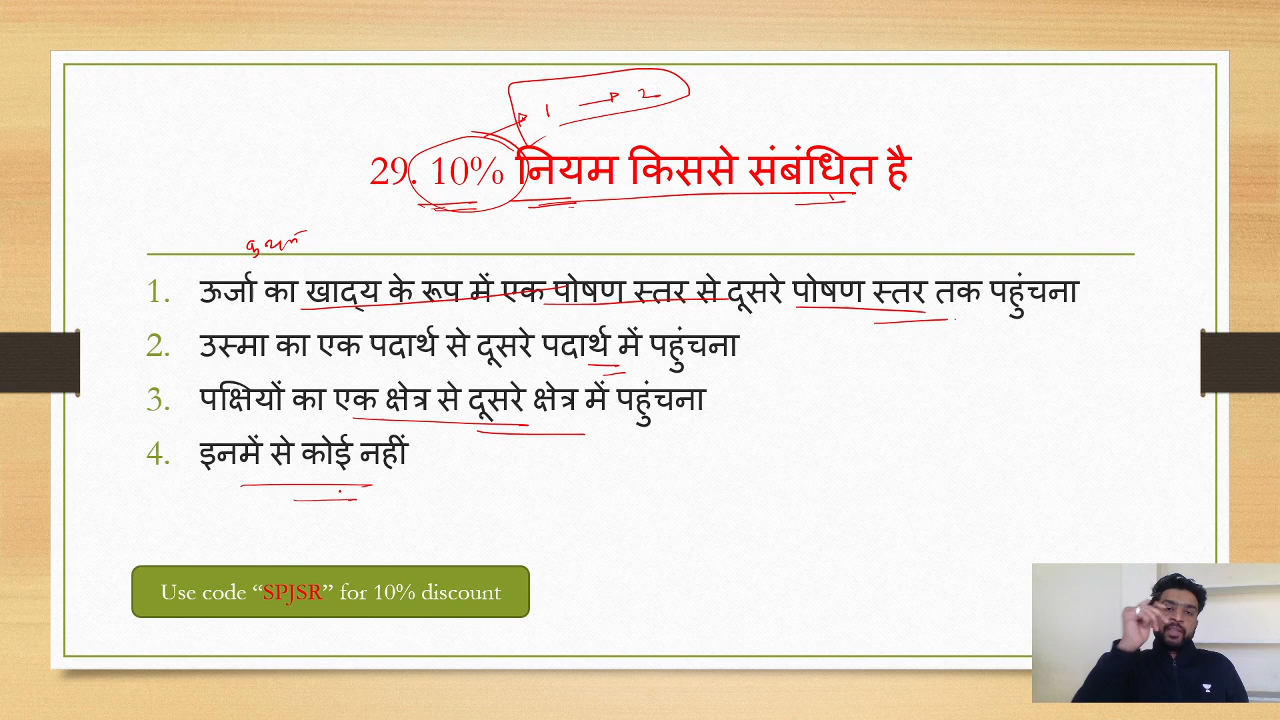 1 → 2
29. 10% नियम किससे संबंधित है
1. ऊर्जा का खाद्य के रूप में एक पोषण स्तर से दूसरे पोषण स्तर तक पहुंचना
2. उस्मा का एक पदार्थ से दूसरे पदार्थ में पहुंचना
3. पक्षियों का एक क्षेत्र से दूसरे क्षेत्र में पहुंचना
4. इनमें से कोई नहीं
Use code “SPJSR” for 10% discount